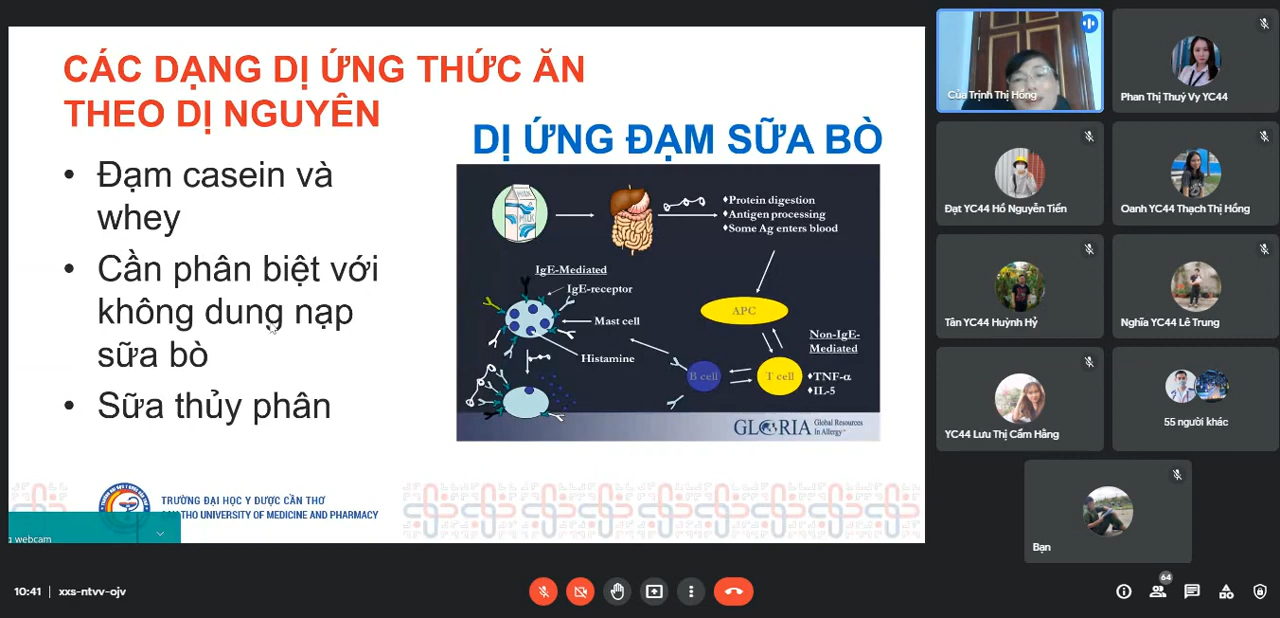 CÁC DẠNG DỊ ỨNG THỨC ĂN
THEO DỊ NGUYÊN
DỊ ỨNG ĐẠM SỮA BÒ
• Đạm casein và
whey
• Cần phân biệt với
không dung nạp
sữa bò
• Sữa thủy phân
MILK
♦Protein digestion
♦Antigen processing
♦Some Ag enters blood
IgE-Mediated
IgE-receptor
Mast cell
Histamine
APC
Non-IgE-
Mediated
B cell
T cell
♦TNF-α
♦IL-5
GLORIA
Global Resources
In Allergy™
TRƯỜNG ĐẠI HỌC Y DƯỢC CẦN THƠ
THO UNIVERSITY OF MEDICINE AND PHARMACY
webcam
Của Trịnh Thị Hồng
Phan Thị Thuý Vy YC44
Đạt YC44 Hồ Nguyễn Tiến
Oanh YC44 Thạch Thị Hồng
Tân YC44 Huỳnh Hỷ
Nghĩa YC44 Lê Trung
YC44 Lưu Thị Cẩm Hằng
55 người khác
Bạn
10:41 | xxs-ntvv-ojv
64